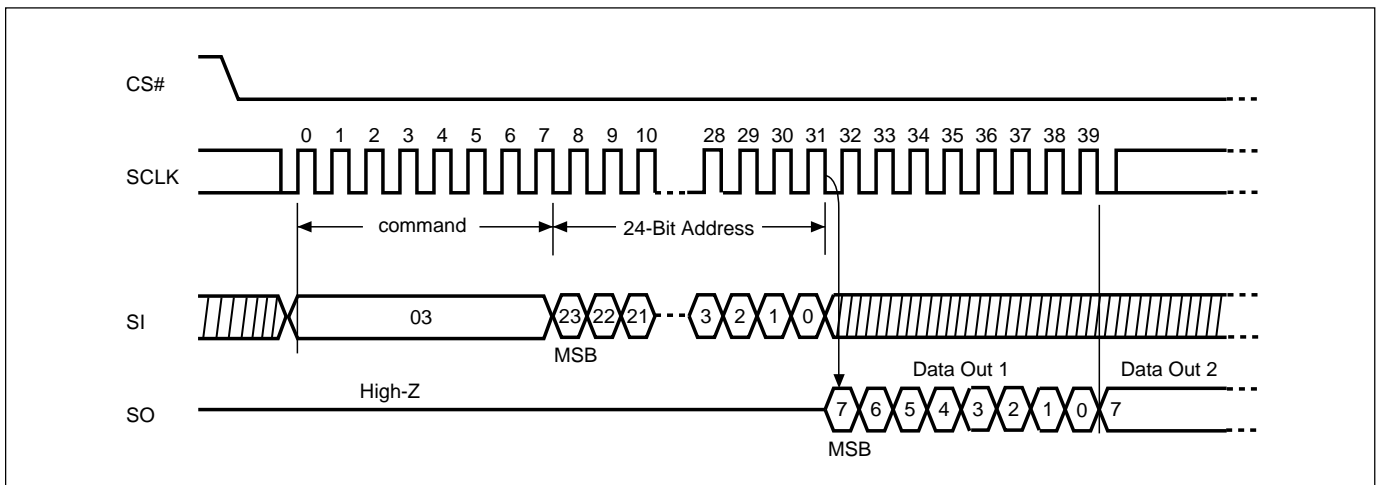 CS#
0 1 2 3 4 5 6 7 8 9 10 28 29 30 31 32 33 34 35 36 37 38 39
SCLK
command 24-Bit Address
SI 03 23 22 21 3 2 1 0
MSB
High-Z Data Out 1 Data Out 2
SO 7 6 5 4 3 2 1 0 7
MSB